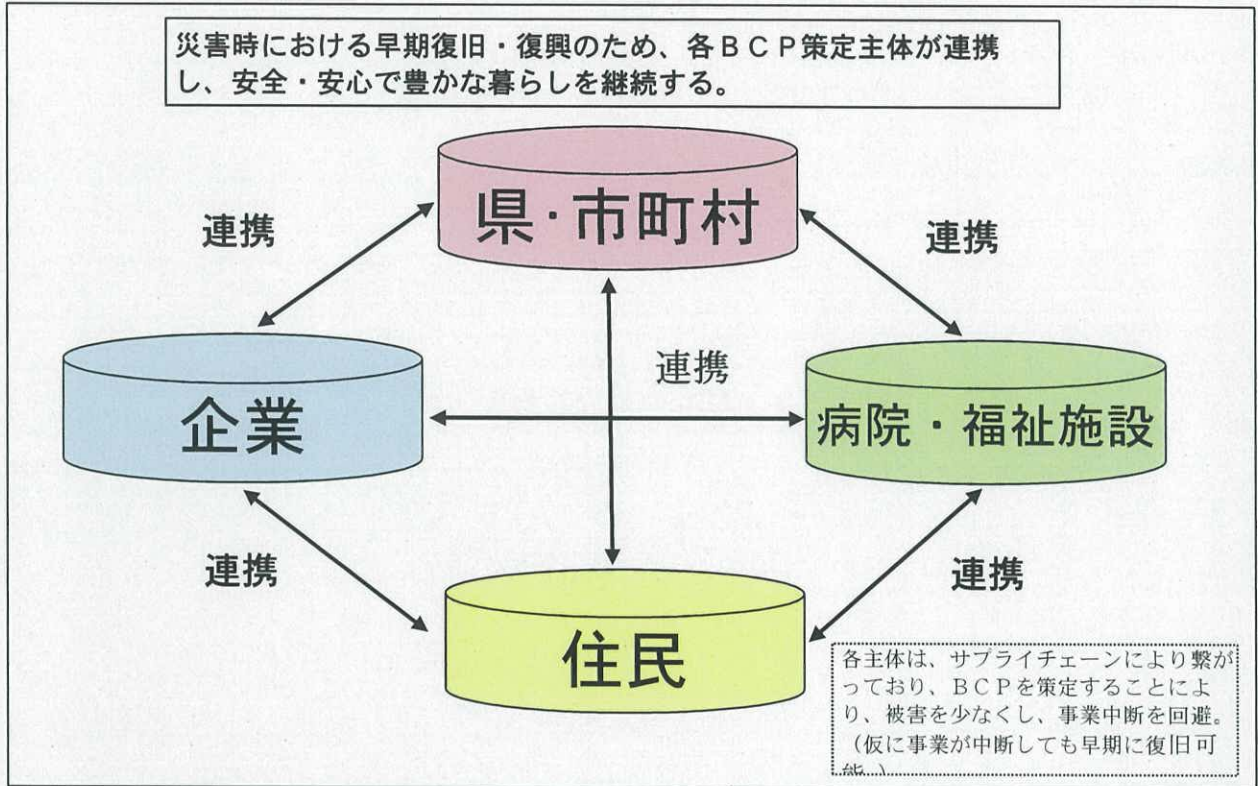 災害時における早期復旧・復興のため、各ＢＣＰ策定主体が連携
し、安全・安心で豊かな暮らしを継続する。
県・市町村
連携
連携
企業
連携
病院・福祉施設
連携
連携
住民
各主体は、サプライチェーンにより繋が
っており、ＢＣＰを策定することによ
り、被害を少なくし、事業中断を回避。
（仮に事業が中断しても早期に復旧可
能。）